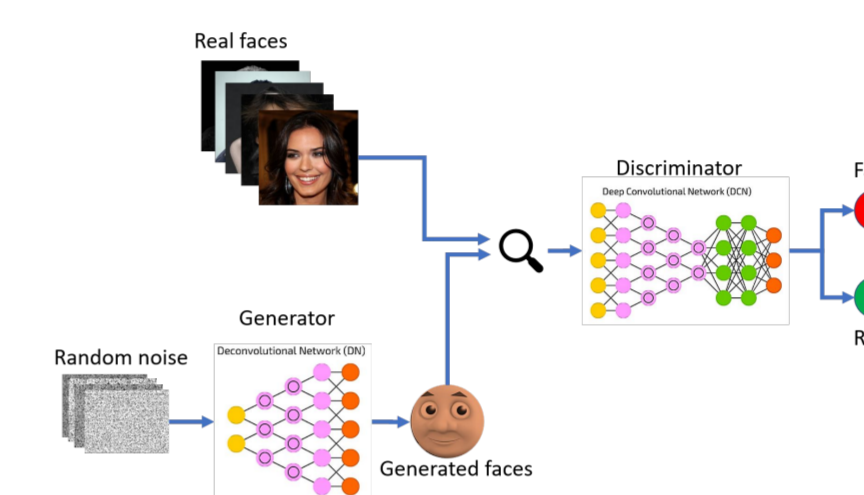 Real faces
Discriminator
Deep Convolutional Network (DCN)
F
Generator
Deconvolutional Network (DN)
R
Random noise
Generated faces